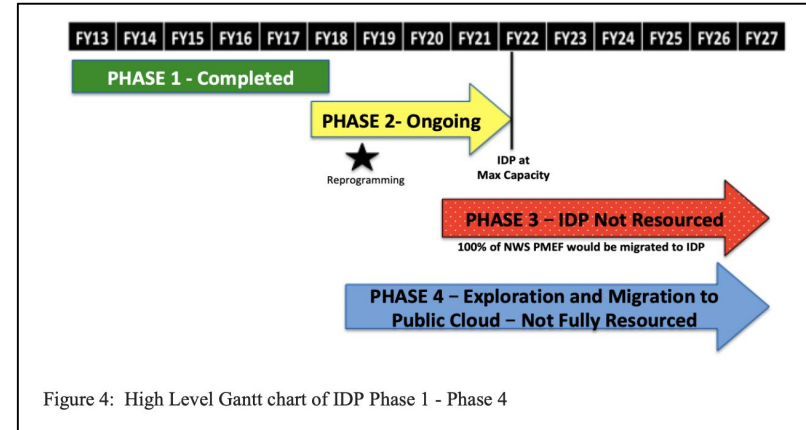 FY13 FY14 FY15 FY16 FY17 FY18 FY19 FY20 FY21 FY22 FY23 FY24 FY25 FY26 FY27
PHASE 1 - Completed
PHASE 2- Ongoing
Reprogramming
IDP at
Max Capacity
PHASE 3 – IDP Not Resourced
100% of NWS PMEF would be migrated to IDP
PHASE 4 – Exploration and Migration to
Public Cloud – Not Fully Resourced
Figure 4:  High Level Gantt chart of IDP Phase 1 - Phase 4